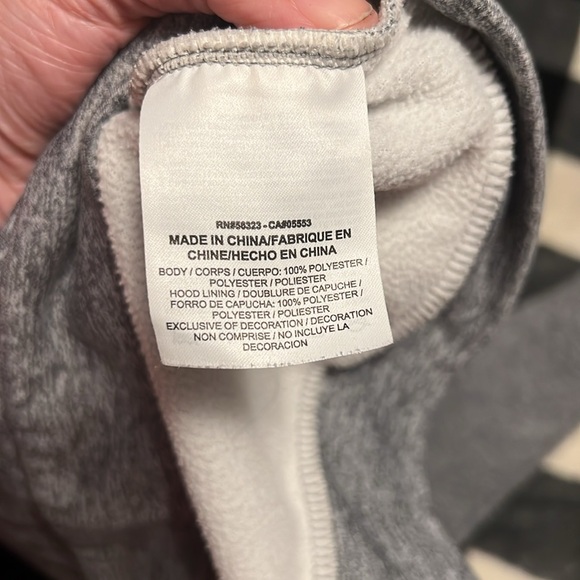 RN#56323 - CA#05553
MADE IN CHINA/FABRIQUE EN
CHINE/HECHO EN CHINA
BODY / CORPS / CUERPO: 100% POLYESTER /
POLYESTER / POLIESTER
HOOD LINING / DOUBLURE DE CAPUCHE /
FORRO DE CAPUCHA: 100% POLYESTER /
POLYESTER / POLIESTER
EXCLUSIVE OF DECORATION / DECORATION
NON COMPRISE / NO INCLUYE LA
DECORACION